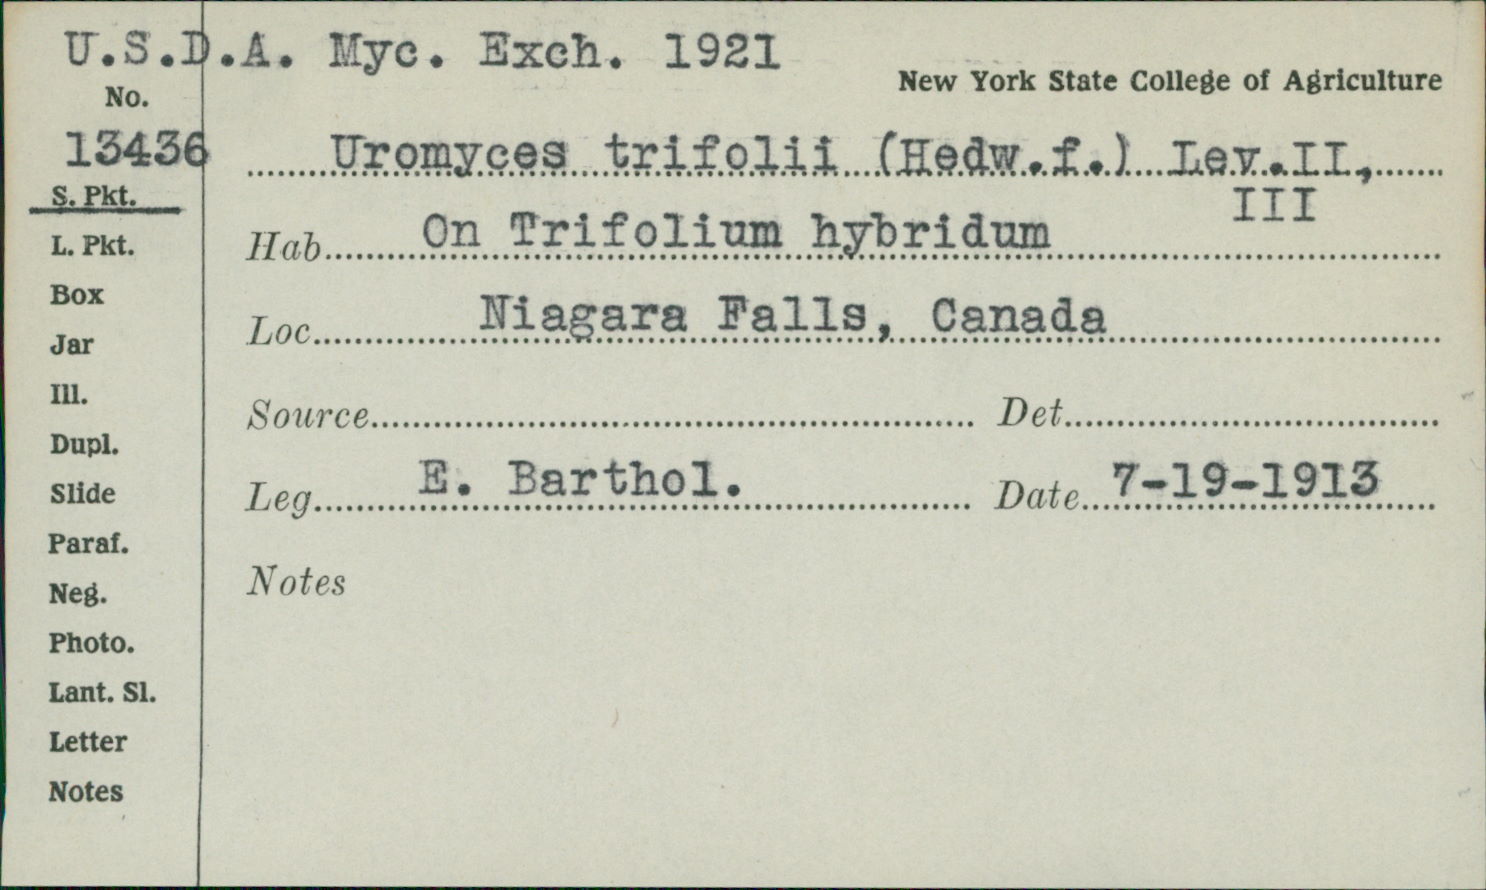 U.S.D.A. Myc. Exch. 1921
New York State College of Agriculture
No.
13436
Uromyces trifolii (Hedw.f.) Lev.II,
III
S. Pkt.
L. Pkt.
Box
Jar
Ill.
Dupl.
Slide
Paraf.
Neg.
Photo.
Lant. Sl.
Letter
Notes
Hab. On Trifolium hybridum
Loc. Niagara Falls, Canada
Source Det.
Leg. E. Barthol. Date 7-19-1913
Notes